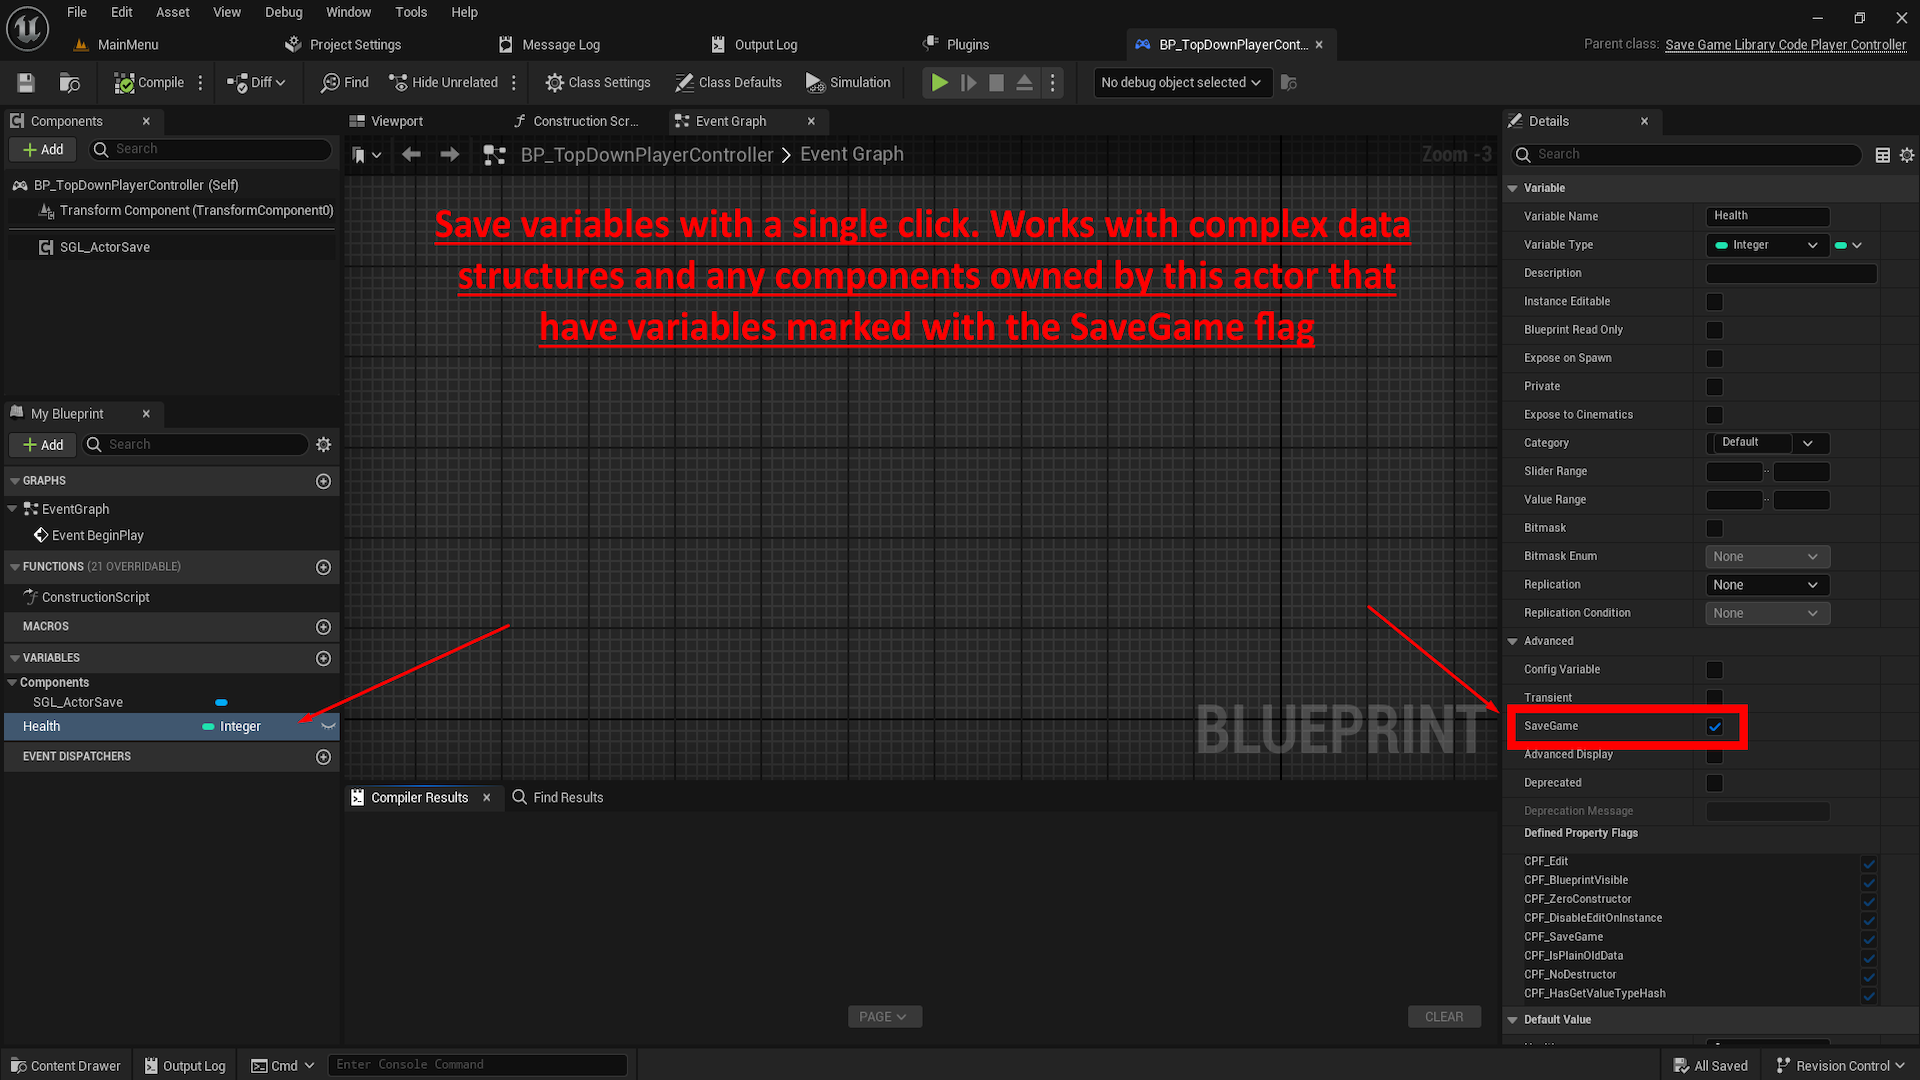 File Edit Asset View Debug Window Tools Help
MainMenu Project Settings Message Log Output Log Plugins BP_TopDownPlayerCont... Parent class: Save Game Library Code Player Controller
Compile Diff Find Hide Unrelated Class Settings Class Defaults Simulation No debug object selected
Components
Add Search
BP_TopDownPlayerController (Self)
Transform Component (TransformComponent0)
SGL_ActorSave
My Blueprint
Add Search
GRAPHS
EventGraph
Event BeginPlay
FUNCTIONS (21 OVERRIDABLE)
ConstructionScript
MACROS
VARIABLES
Components
SGL_ActorSave
Health Integer
EVENT DISPATCHERS
Viewport Construction Scr... Event Graph
BP_TopDownPlayerController > Event Graph Zoom -3
Save variables with a single click. Works with complex data
structures and any components owned by this actor that
have variables marked with the SaveGame flag
BLUEPRINT
Compiler Results Find Results
PAGE CLEAR
Details
Search
Variable
Variable Name Health
Variable Type Integer
Description
Instance Editable
Blueprint Read Only
Expose on Spawn
Private
Expose to Cinematics
Category Default
Slider Range ..
Value Range ..
Bitmask
Bitmask Enum None
Replication None
Replication Condition None
Advanced
Config Variable
Transient
SaveGame
Advanced Display
Deprecated
Deprecation Message
Defined Property Flags
CPF_Edit
CPF_BlueprintVisible
CPF_ZeroConstructor
CPF_DisableEditOnInstance
CPF_SaveGame
CPF_IsPlainOldData
CPF_NoDestructor
CPF_HasGetValueTypeHash
Default Value
Content Drawer Output Log Cmd Enter Console Command All Saved Revision Control